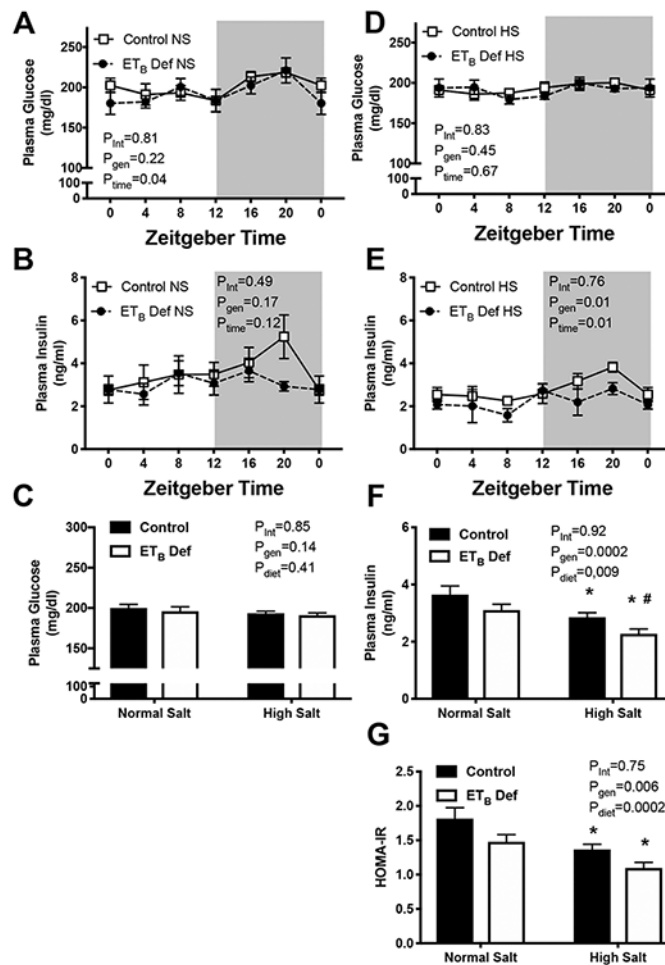 A
Control NS
ET_B Def NS
Plasma Glucose
(mg/dl)
250
200
150
100
0
P_Int=0.81
P_gen=0.22
P_time=0.04
0 4 8 12 16 20 0
Zeitgeber Time
D
Control HS
ET_B Def HS
Plasma Glucose
(mg/dl)
250
200
150
100
0
P_Int=0.83
P_gen=0.45
P_time=0.67
0 4 8 12 16 20 0
Zeitgeber Time
B
Control NS
ET_B Def NS
Plasma Insulin
(ng/ml)
8
6
4
2
0
P_Int=0.49
P_gen=0.17
P_time=0.12
0 4 8 12 16 20 0
Zeitgeber Time
E
Control HS
ET_B Def HS
Plasma Insulin
(ng/ml)
8
6
4
2
0
P_Int=0.76
P_gen=0.01
P_time=0.01
0 4 8 12 16 20 0
Zeitgeber Time
C
Control
ET_B Def
Plasma Glucose
(mg/dl)
300
250
200
150
100
0
P_Int=0.85
P_gen=0.14
P_diet=0.41
Normal Salt High Salt
F
Control
ET_B Def
Plasma Insulin
(ng/ml)
6
4
2
0
P_Int=0.92
P_gen=0.0002
P_diet=0,009
*
* #
Normal Salt High Salt
G
Control
ET_B Def
HOMA-IR
2.5
2.0
1.5
1.0
0.5
0.0
P_Int=0.75
P_gen=0.006
P_diet=0.0002
*
*
Normal Salt High Salt